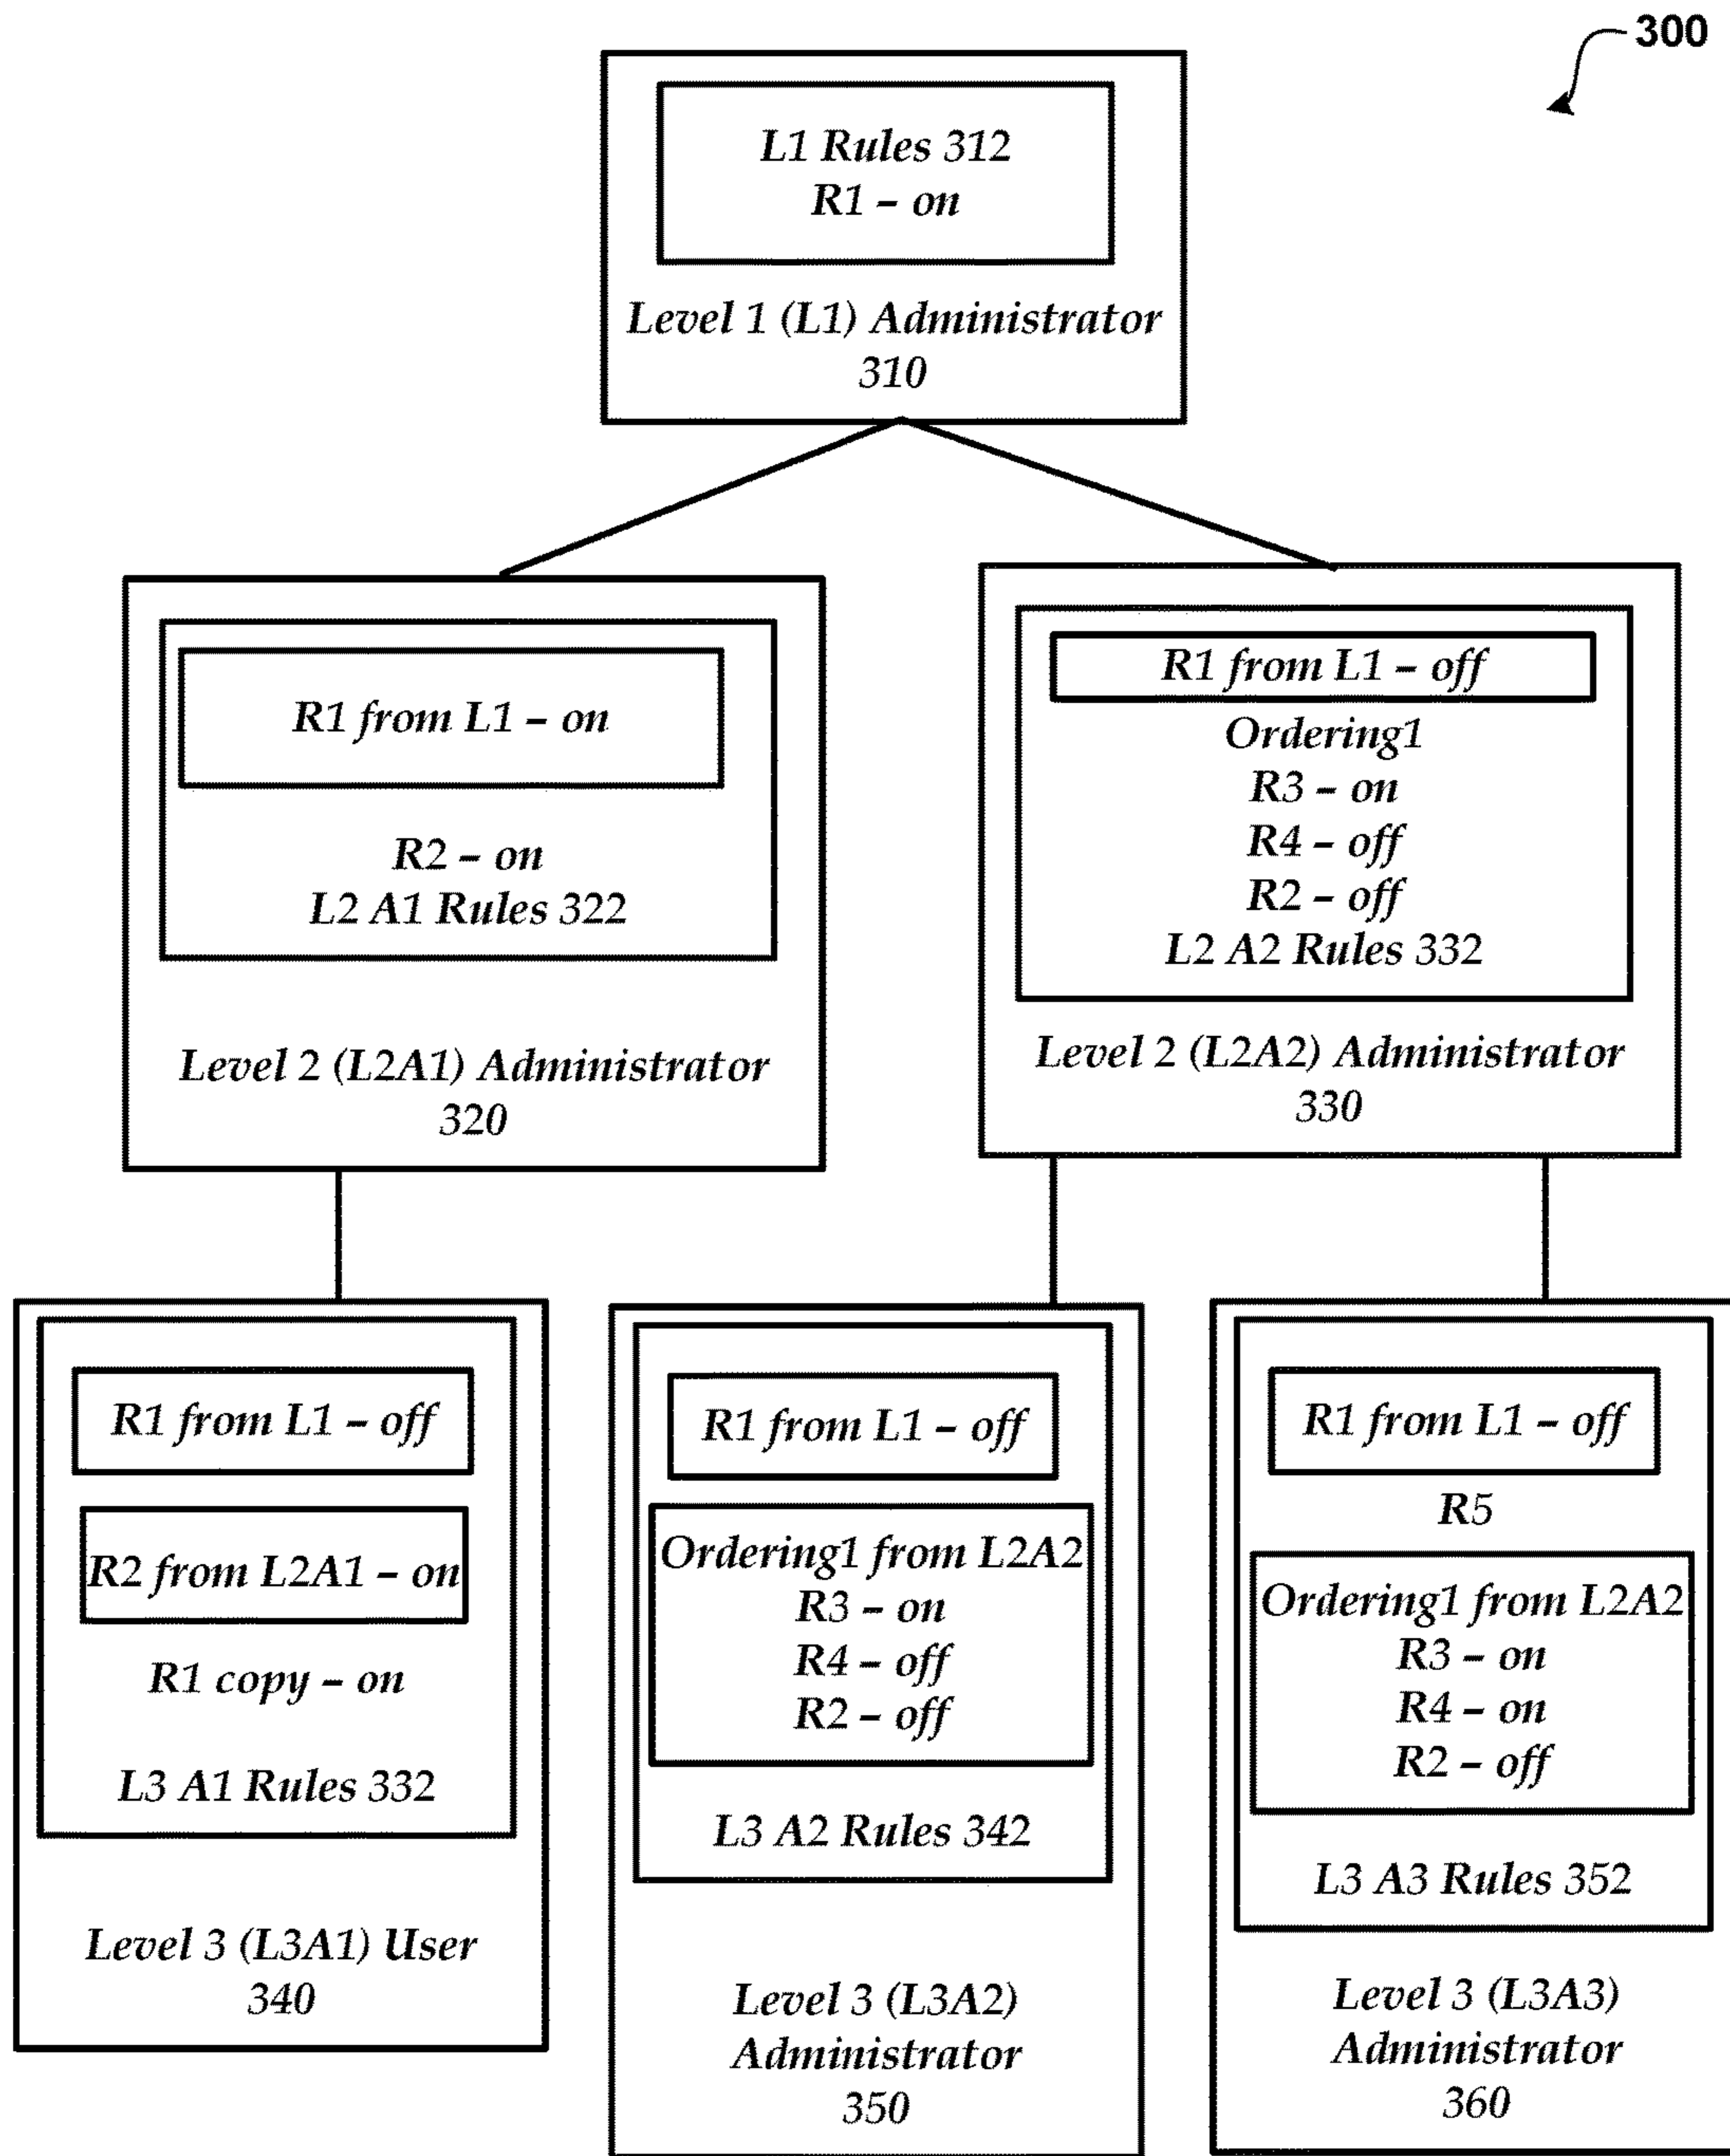 300
L1 Rules 312
R1 – on
Level 1 (L1) Administrator
310
R1 from L1 – on
R2 – on
L2 A1 Rules 322
Level 2 (L2A1) Administrator
320
R1 from L1 – off
Ordering1
R3 – on
R4 – off
R2 – off
L2 A2 Rules 332
Level 2 (L2A2) Administrator
330
R1 from L1 – off
R2 from L2A1 – on
R1 copy – on
L3 A1 Rules 332
Level 3 (L3A1) User
340
R1 from L1 – off
Ordering1 from L2A2
R3 – on
R4 – off
R2 – off
L3 A2 Rules 342
Level 3 (L3A2)
Administrator
350
R1 from L1 – off
R5
Ordering1 from L2A2
R3 – on
R4 – on
R2 – off
L3 A3 Rules 352
Level 3 (L3A3)
Administrator
360